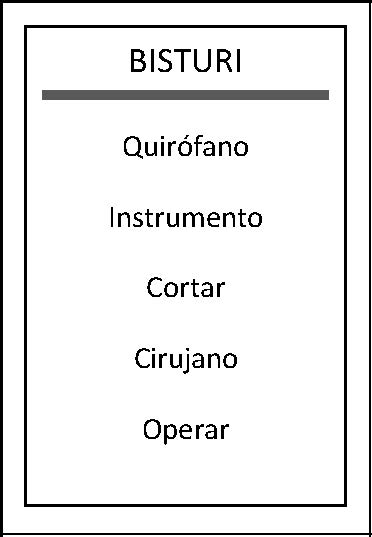 BISTURI
Quirófano
Instrumento
Cortar
Cirujano
Operar